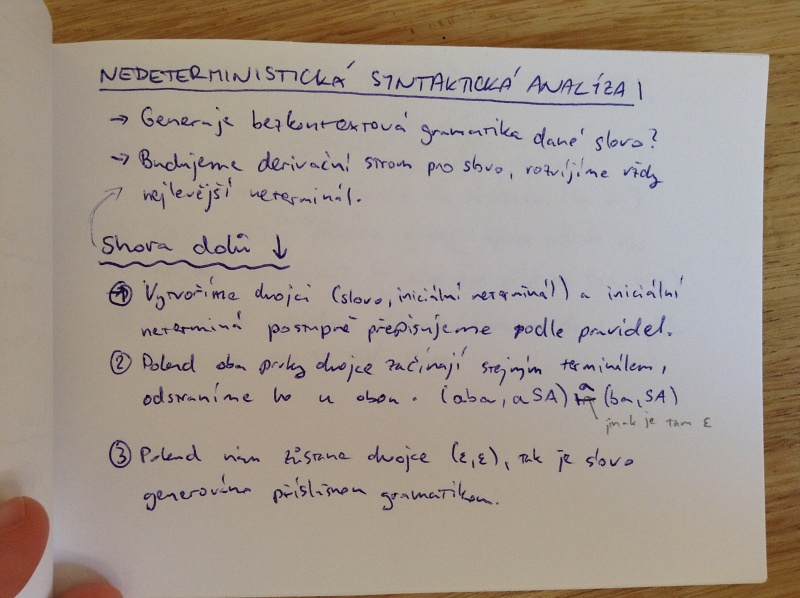 NEDETERMINISTICKÁ SYNTAKTICKÁ ANALÝZA I
→ Generuje bezkontextová gramatika dané slovo?
→ Budujeme derivační strom pro slovo, rozvíjíme vždy
nejlevější neterminál.
Shora dolů ↓
① Vytvoříme dvojci (slovo, iniciální neterminál) a iniciální
neterminá postupně přepisujeme podle pravidel.
② Pokud oba prvky dvojce začínají stejným terminálem,
odstraníme ho u obou. (aba, aSA) ⊢ᵃ (ba, SA)
jinak je tam ε
③ Pokud nám zůstane dvojce (ε,ε), tak je slovo
generováno příslišnou gramatikou.